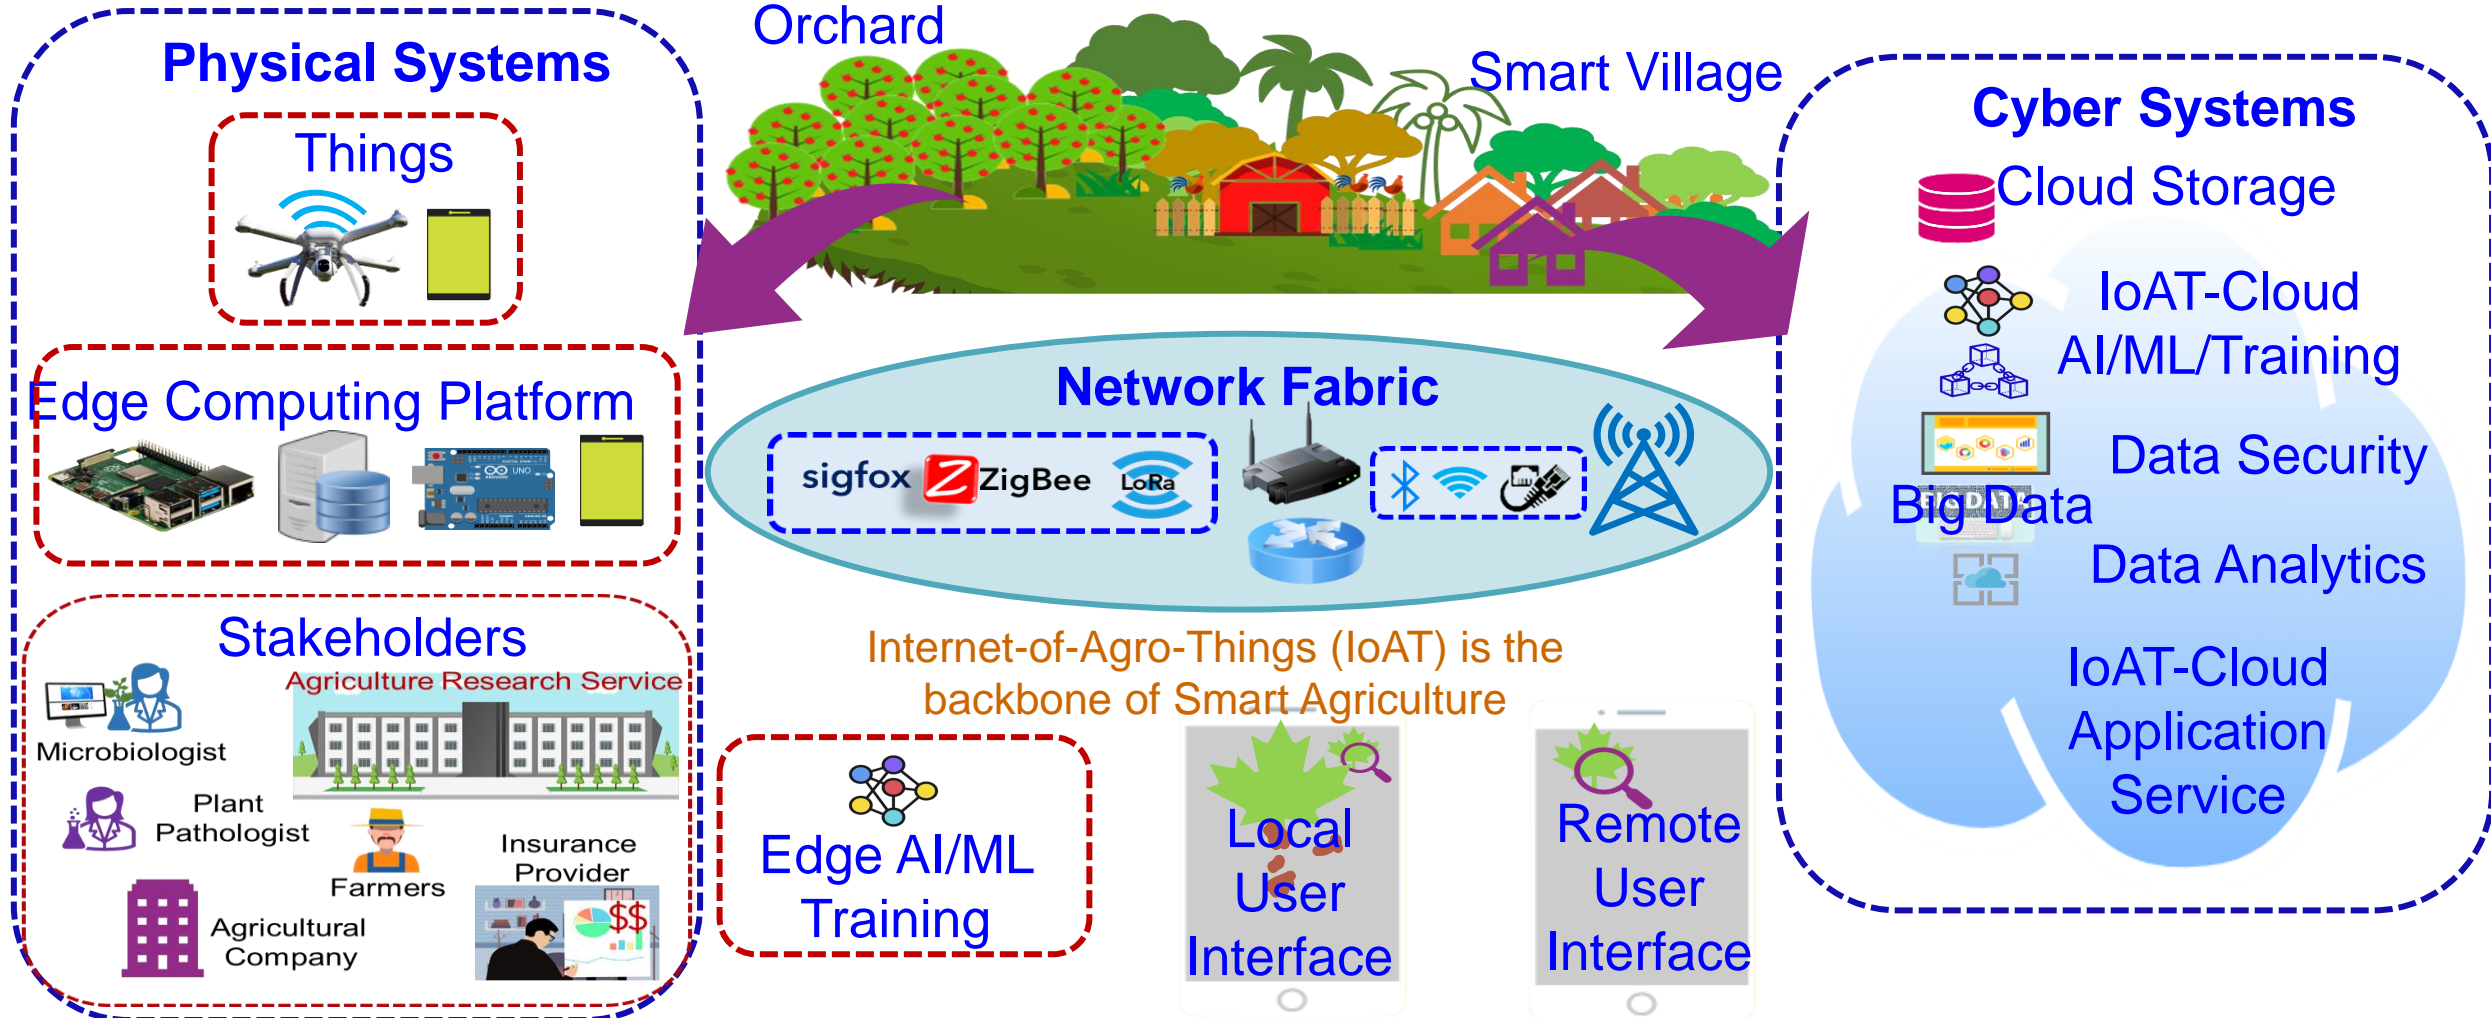 Physical Systems
Things
Edge Computing Platform
UNO
Stakeholders
Agriculture Research Service
Microbiologist
Plant
Pathologist
Farmers
Insurance
Provider
$$
Agricultural
Company
Orchard
Smart Village
Network Fabric
sigfox
Z ZigBee
LoRa
Internet-of-Agro-Things (IoAT) is the
backbone of Smart Agriculture
Edge AI/ML
Training
Local
User
Interface
Remote
User
Interface
Cyber Systems
Cloud Storage
IoAT-Cloud
AI/ML/Training
Data Security
Big Data
BIG DATA
Data Analytics
IoAT-Cloud
Application
Service